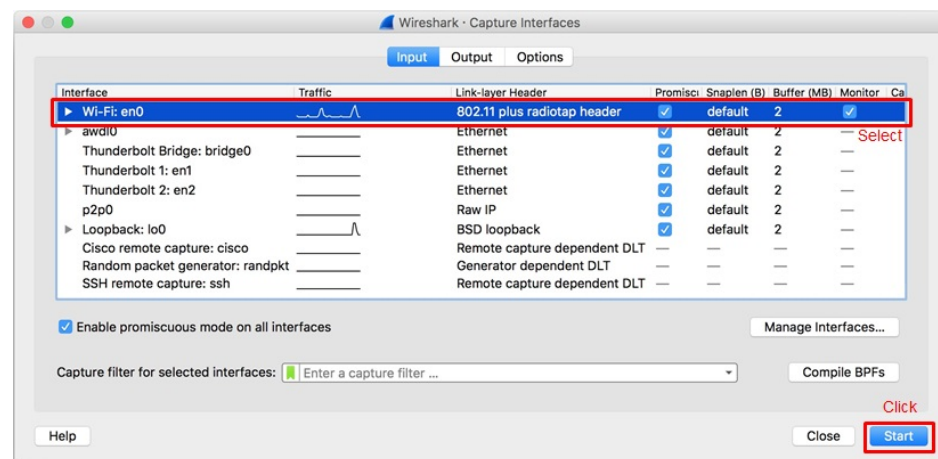 Wireshark · Capture Interfaces
Input Output Options
Interface Traffic Link-layer Header Promisci Snaplen (B) Buffer (MB) Monitor Ca
Wi-Fi: en0 802.11 plus radiotap header default 2
awdl0 Ethernet default 2 —
Select
Thunderbolt Bridge: bridge0 Ethernet default 2 —
Thunderbolt 1: en1 Ethernet default 2 —
Thunderbolt 2: en2 Ethernet default 2 —
p2p0 Raw IP default 2 —
Loopback: lo0 BSD loopback default 2 —
Cisco remote capture: cisco Remote capture dependent DLT — — — —
Random packet generator: randpkt Generator dependent DLT — — — —
SSH remote capture: ssh Remote capture dependent DLT — — — —
Enable promiscuous mode on all interfaces Manage Interfaces...
Capture filter for selected interfaces: Enter a capture filter ... Compile BPFs
Click
Help Close Start